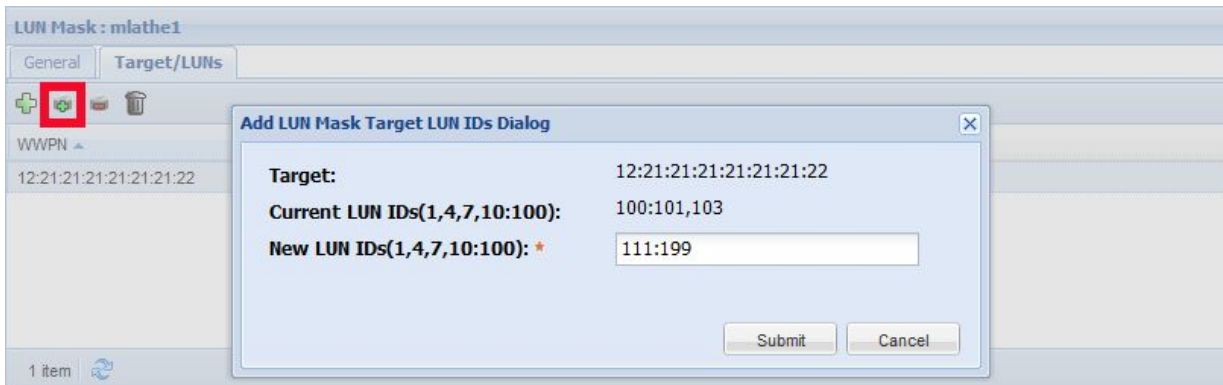 LUN Mask : mlathe1
General Target/LUNs
Add LUN Mask Target LUN IDs Dialog
WWPN
12:21:21:21:21:21:21:22
Target: 12:21:21:21:21:21:21:22
Current LUN IDs(1,4,7,10:100): 100:101,103
New LUN IDs(1,4,7,10:100): * 111:199
Submit Cancel
1 item